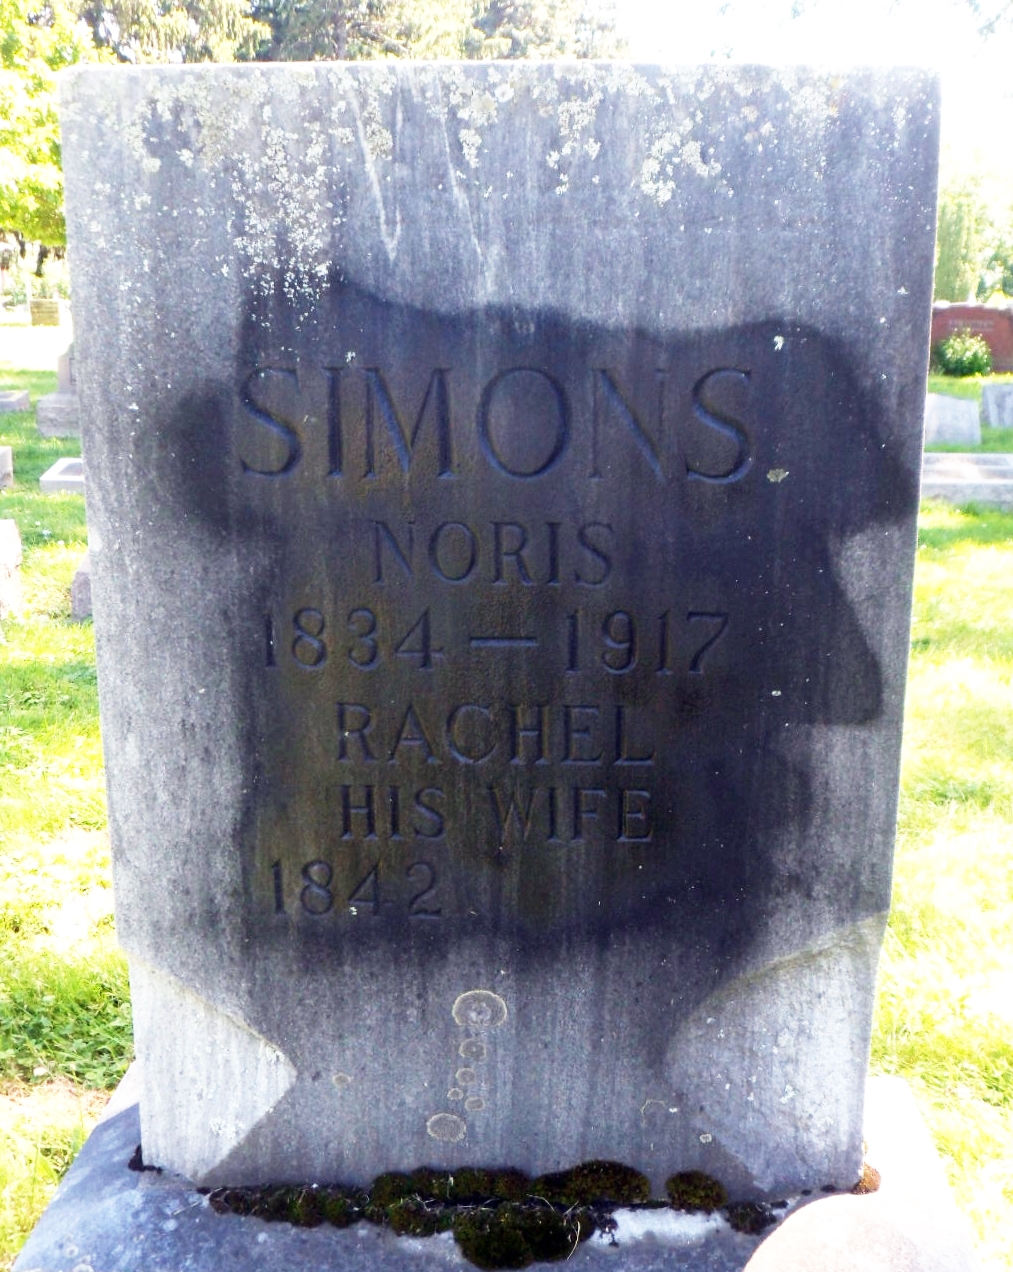 SIMONS
NORIS
1834 — 1917
RACHEL
HIS WIFE
1842